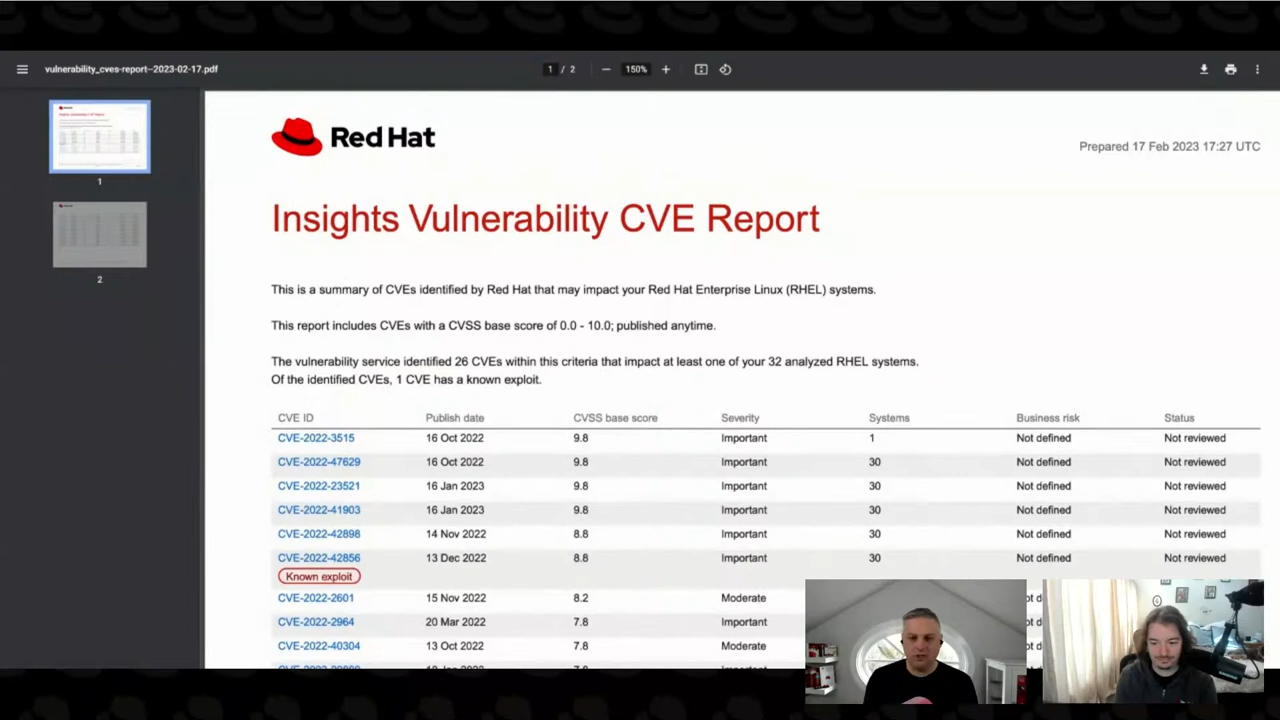 vulnerability_cves-report--2023-02-17.pdf
1 / 2
150%
1
2
Red Hat
Prepared 17 Feb 2023 17:27 UTC
Insights Vulnerability CVE Report
This is a summary of CVEs identified by Red Hat that may impact your Red Hat Enterprise Linux (RHEL) systems.
This report includes CVEs with a CVSS base score of 0.0 - 10.0; published anytime.
The vulnerability service identified 26 CVEs within this criteria that impact at least one of your 32 analyzed RHEL systems.
Of the identified CVEs, 1 CVE has a known exploit.
CVE ID Publish date CVSS base score Severity Systems Business risk Status
CVE-2022-3515 16 Oct 2022 9.8 Important 1 Not defined Not reviewed
CVE-2022-47629 16 Oct 2022 9.8 Important 30 Not defined Not reviewed
CVE-2022-23521 16 Jan 2023 9.8 Important 30 Not defined Not reviewed
CVE-2022-41903 16 Jan 2023 9.8 Important 30 Not defined Not reviewed
CVE-2022-42898 14 Nov 2022 8.8 Important 30 Not defined Not reviewed
CVE-2022-42856 13 Dec 2022 8.8 Important 30 Not defined Not reviewed
Known exploit
CVE-2022-2601 15 Nov 2022 8.2 Moderate
CVE-2022-2964 20 Mar 2022 7.8 Important
CVE-2022-40304 13 Oct 2022 7.8 Moderate